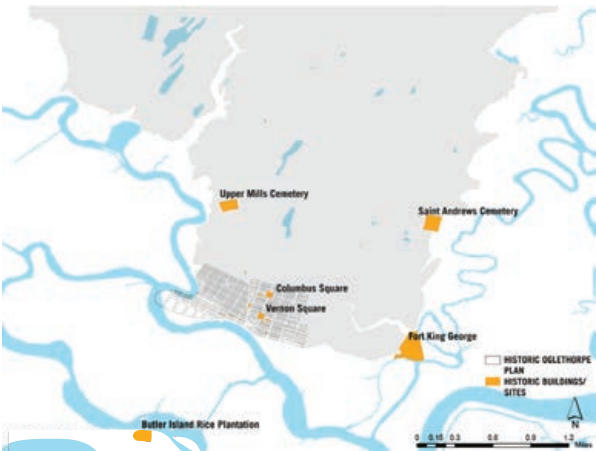 Upper Mills Cemetery
Saint Andrews Cemetery
Columbus Square
Vernon Square
Fort King George
HISTORIC OGLETHORPE
PLAN
HISTORIC BUILDINGS/
SITES
Butler Island Rice Plantation
N
0 0.15 0.3 0.6 0.9 1.2
Miles